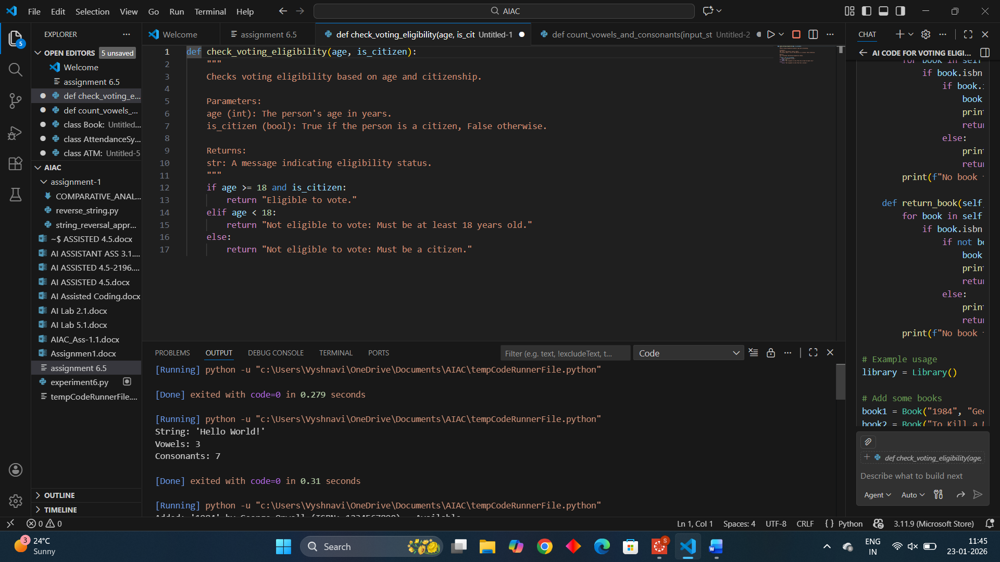 File Edit Selection View Go Run Terminal Help
AIAC
EXPLORER
OPEN EDITORS 5 unsaved
5
Welcome
assignment 6.5
def check_voting_e...
def count_vowels_...
class Book: Untitled...
class AttendanceSy...
class ATM: Untitled-5
AIAC
assignment-1
COMPARATIVE_ANAL...
reverse_string.py
string_reversal_appr...
~$ ASSISTED 4.5.docx
AI ASSISTANT ASS 3.1....
AI ASSISTED 4.5-2196....
AI ASSISTED 4.5.docx
AI Assisted Coding.docx
AI Lab 2.1.docx
AI Lab 5.1.docx
AIAC_Ass-1.1.docx
Assignmen1.docx
assignment 6.5
experiment6.py
tempCodeRunnerFile....
OUTLINE
TIMELINE
Welcome
assignment 6.5
def check_voting_eligibility(age, is_cit Untitled-1
def count_vowels_and_consonants(input_st Untitled-2
1 def check_voting_eligibility(age, is_citizen):
2 """
3 Checks voting eligibility based on age and citizenship.
4
5 Parameters:
6 age (int): The person's age in years.
7 is_citizen (bool): True if the person is a citizen, False otherwise.
8
9 Returns:
10 str: A message indicating eligibility status.
11 """
12 if age >= 18 and is_citizen:
13 return "Eligible to vote."
14 elif age < 18:
15 return "Not eligible to vote: Must be at least 18 years old."
16 else:
17 return "Not eligible to vote: Must be a citizen."
PROBLEMS OUTPUT DEBUG CONSOLE TERMINAL PORTS
Filter (e.g. text, !excludeText, t...
Code
[Running] python -u "c:\Users\Vyshnavi\OneDrive\Documents\AIAC\tempCodeRunnerFile.python"
[Done] exited with code=0 in 0.279 seconds
[Running] python -u "c:\Users\Vyshnavi\OneDrive\Documents\AIAC\tempCodeRunnerFile.python"
String: 'Hello World!'
Vowels: 3
Consonants: 7
[Done] exited with code=0 in 0.31 seconds
[Running] python -u "c:\Users\Vyshnavi\OneDrive\Documents\AIAC\tempCodeRunnerFile.python"
CHAT
AI CODE FOR VOTING ELIGI...
for book in self
if book.isbn
if book.i
book
prin
retu
else:
prin
retu
print(f"No book
def return_book(self
for book in self
if book.isbn
if not b
book
prin
retu
else:
prin
retu
print(f"No book
# Example usage
library = Library()
# Add some books
book1 = Book("1984", "Geo
book2 = Book("To Kill a M
def check_voting_eligibility(age,
Describe what to build next
Agent Auto
0 0
Ln 1, Col 1 Spaces: 4 UTF-8 CRLF {} Python 3.11.9 (Microsoft Store)
3
24°C
Sunny
Search
S
ENG
IN
11:45
23-01-2026